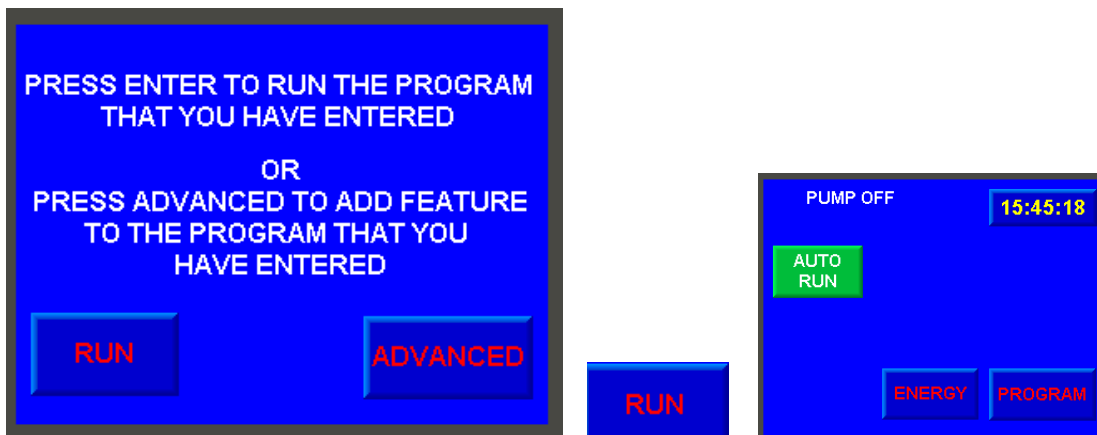 PRESS ENTER TO RUN THE PROGRAM
THAT YOU HAVE ENTERED
OR
PRESS ADVANCED TO ADD FEATURE
TO THE PROGRAM THAT YOU
HAVE ENTERED
RUN
ADVANCED
RUN
PUMP OFF
15:45:18
AUTO
RUN
ENERGY
PROGRAM